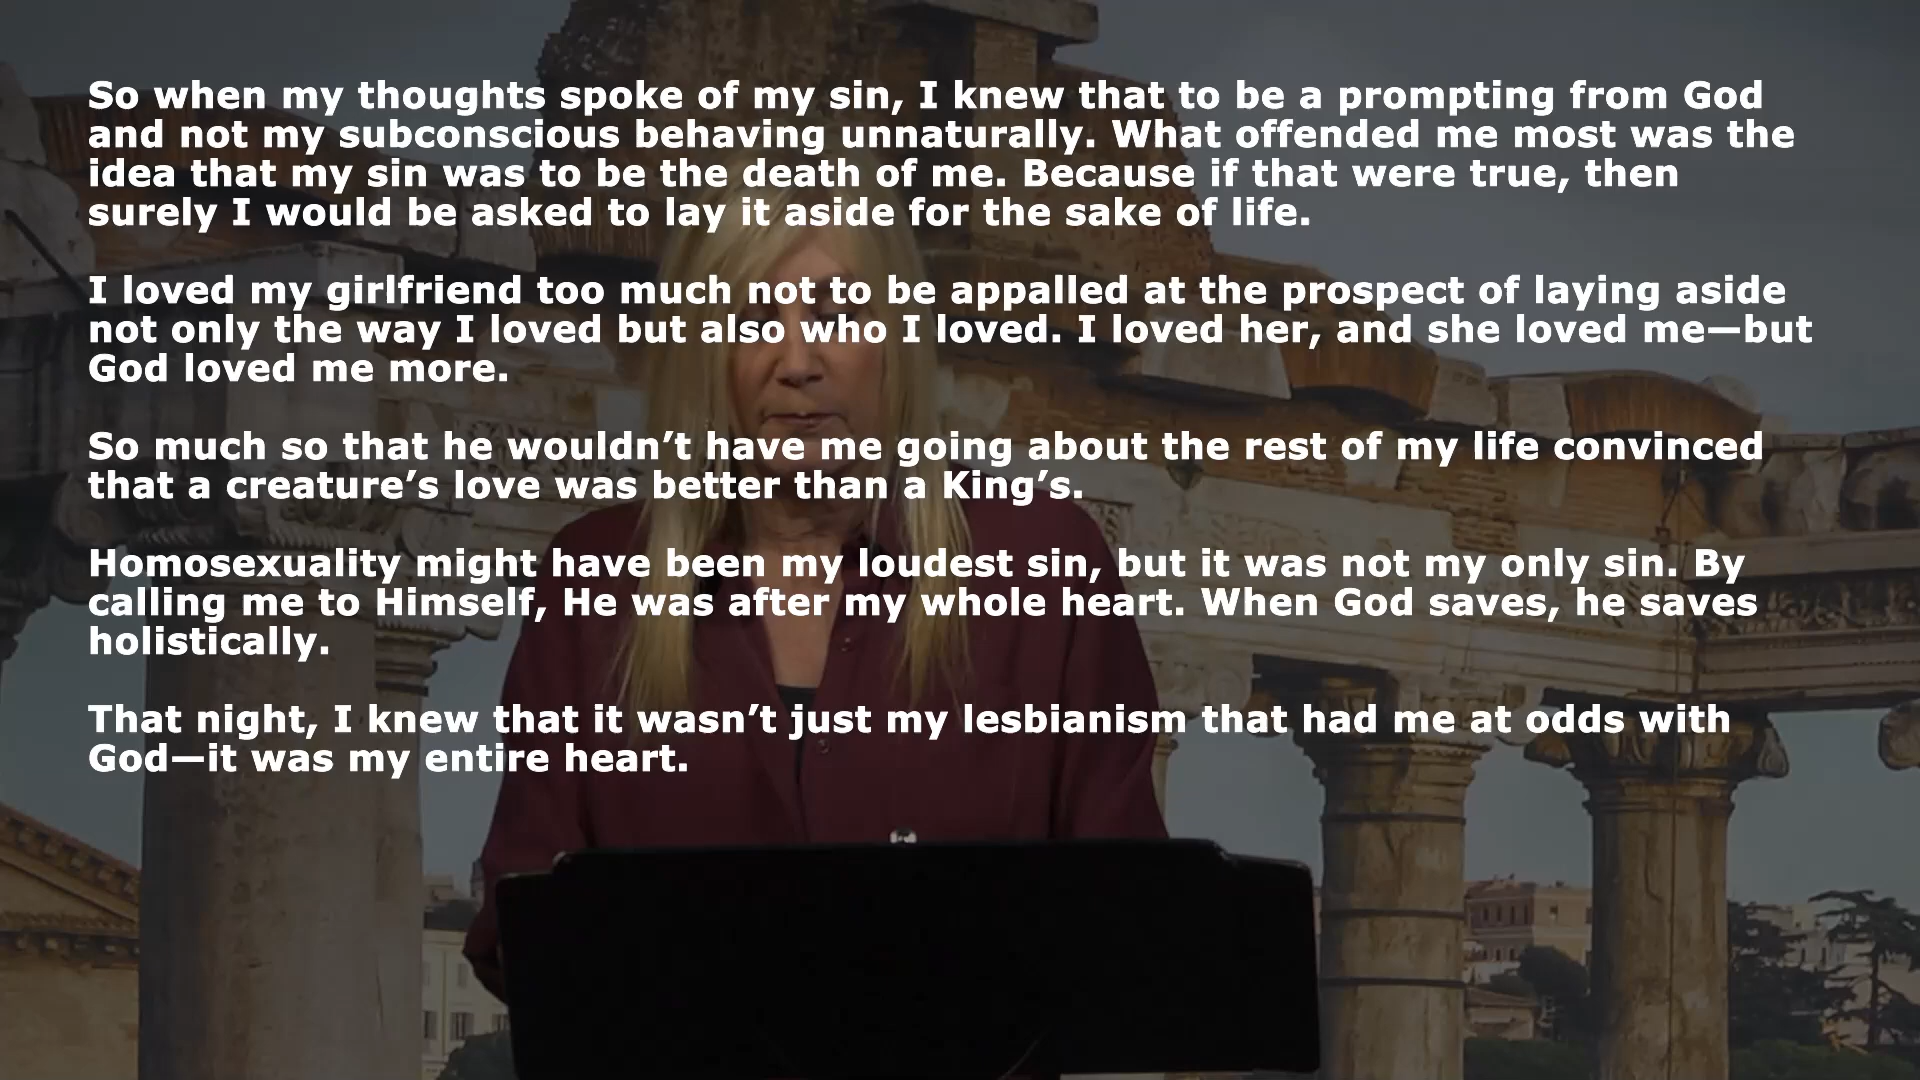 So when my thoughts spoke of my sin, I knew that to be a prompting from God
and not my subconscious behaving unnaturally. What offended me most was the
idea that my sin was to be the death of me. Because if that were true, then
surely I would be asked to lay it aside for the sake of life.
I loved my girlfriend too much not to be appalled at the prospect of laying aside
not only the way I loved but also who I loved. I loved her, and she loved me—but
God loved me more.
So much so that he wouldn’t have me going about the rest of my life convinced
that a creature’s love was better than a King’s.
Homosexuality might have been my loudest sin, but it was not my only sin. By
calling me to Himself, He was after my whole heart. When God saves, he saves
holistically.
That night, I knew that it wasn’t just my lesbianism that had me at odds with
God—it was my entire heart.